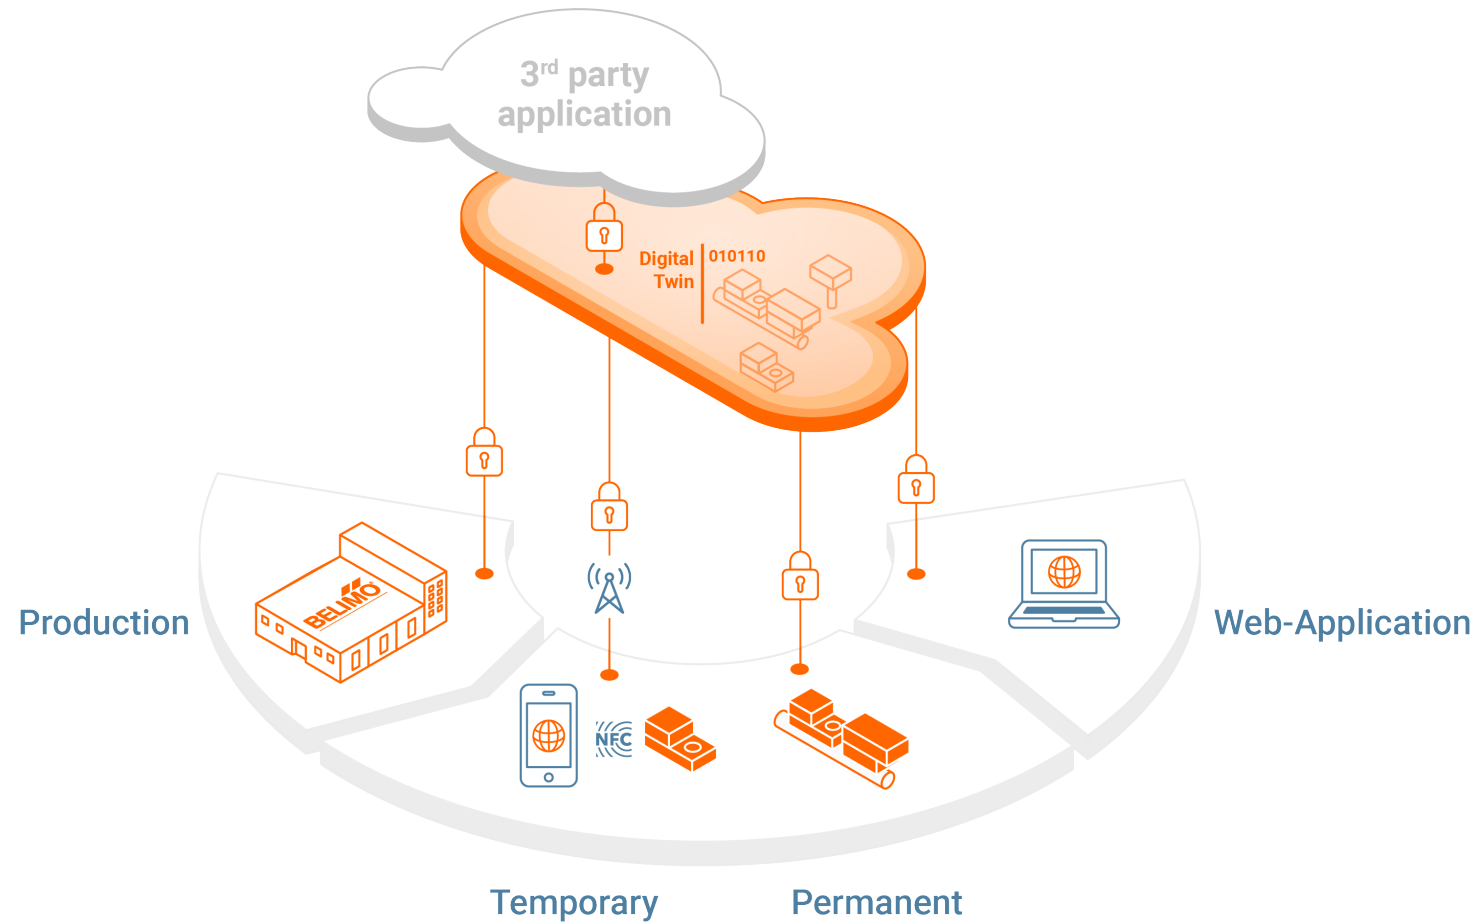 3rd party
application
Digital
Twin
010110
BELIMO
Production
Web-Application
NFC
Temporary
Permanent